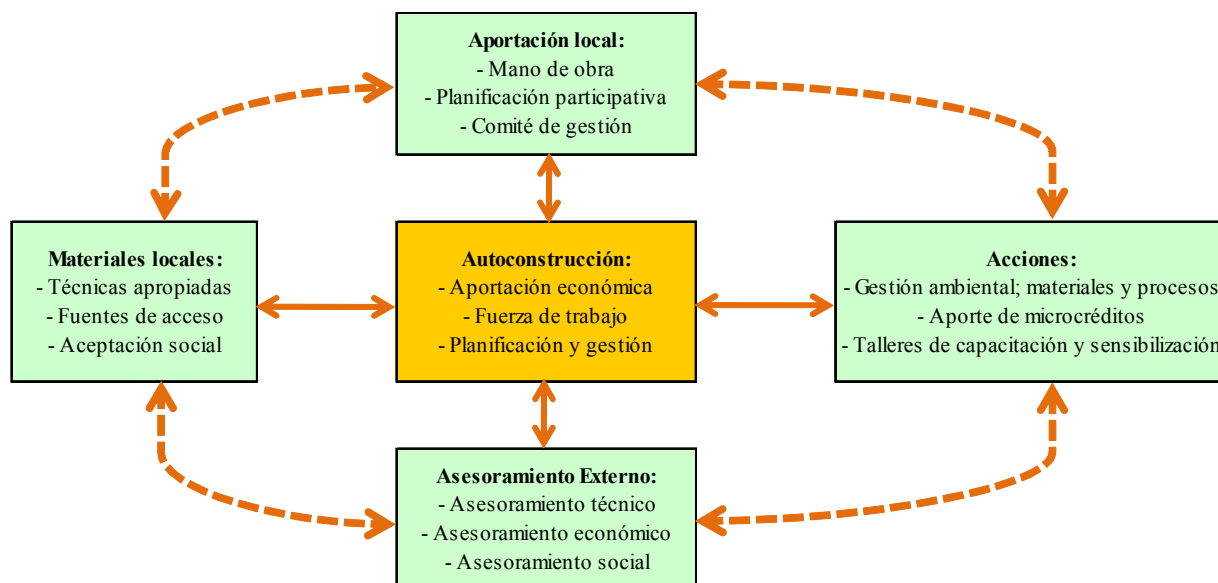 Aportación local:
- Mano de obra
- Planificación participativa
- Comité de gestión
Materiales locales:
- Técnicas apropiadas
- Fuentes de acceso
- Aceptación social
Autoconstrucción:
- Aportación económica
- Fuerza de trabajo
- Planificación y gestión
Acciones:
- Gestión ambiental; materiales y procesos
- Aporte de microcréditos
- Talleres de capacitación y sensibilización
Asesoramiento Externo:
- Asesoramiento técnico
- Asesoramiento económico
- Asesoramiento social